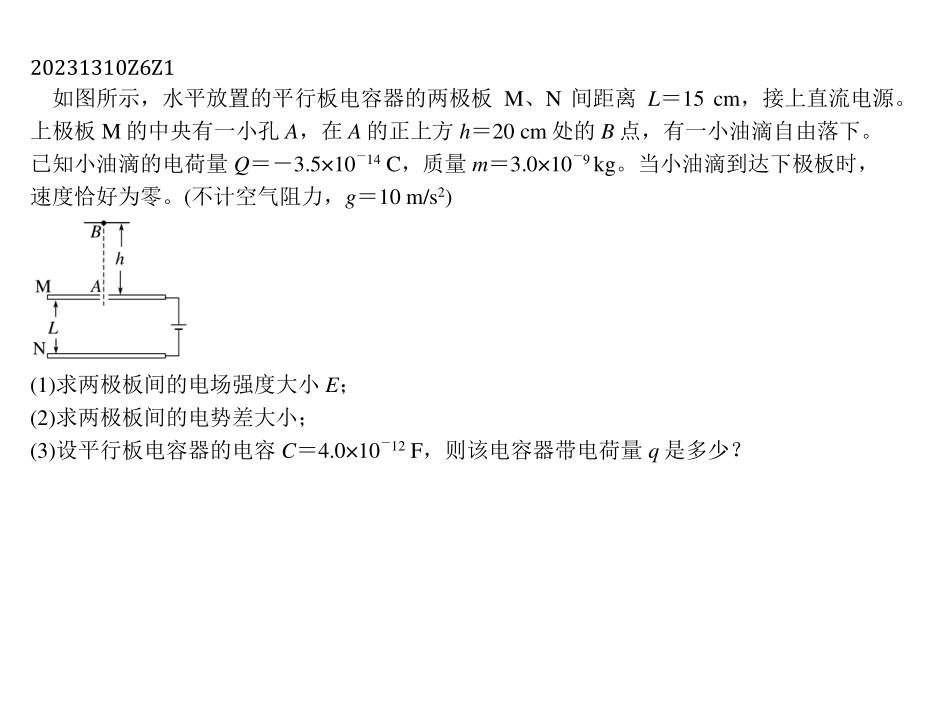 20231310Z6Z1
如图所示，水平放置的平行板电容器的两极板 M、N 间距离 L＝15 cm，接上直流电源。
上极板 M 的中央有一小孔 A，在 A 的正上方 h＝20 cm 处的 B 点，有一小油滴自由落下。
已知小油滴的电荷量 Q＝－3.5×10⁻¹⁴ C，质量 m＝3.0×10⁻⁹ kg。当小油滴到达下极板时，
速度恰好为零。(不计空气阻力，g＝10 m/s²)
B
h
M A
L
N
(1)求两极板间的电场强度大小 E；
(2)求两极板间的电势差大小；
(3)设平行板电容器的电容 C＝4.0×10⁻¹² F，则该电容器带电荷量 q 是多少？